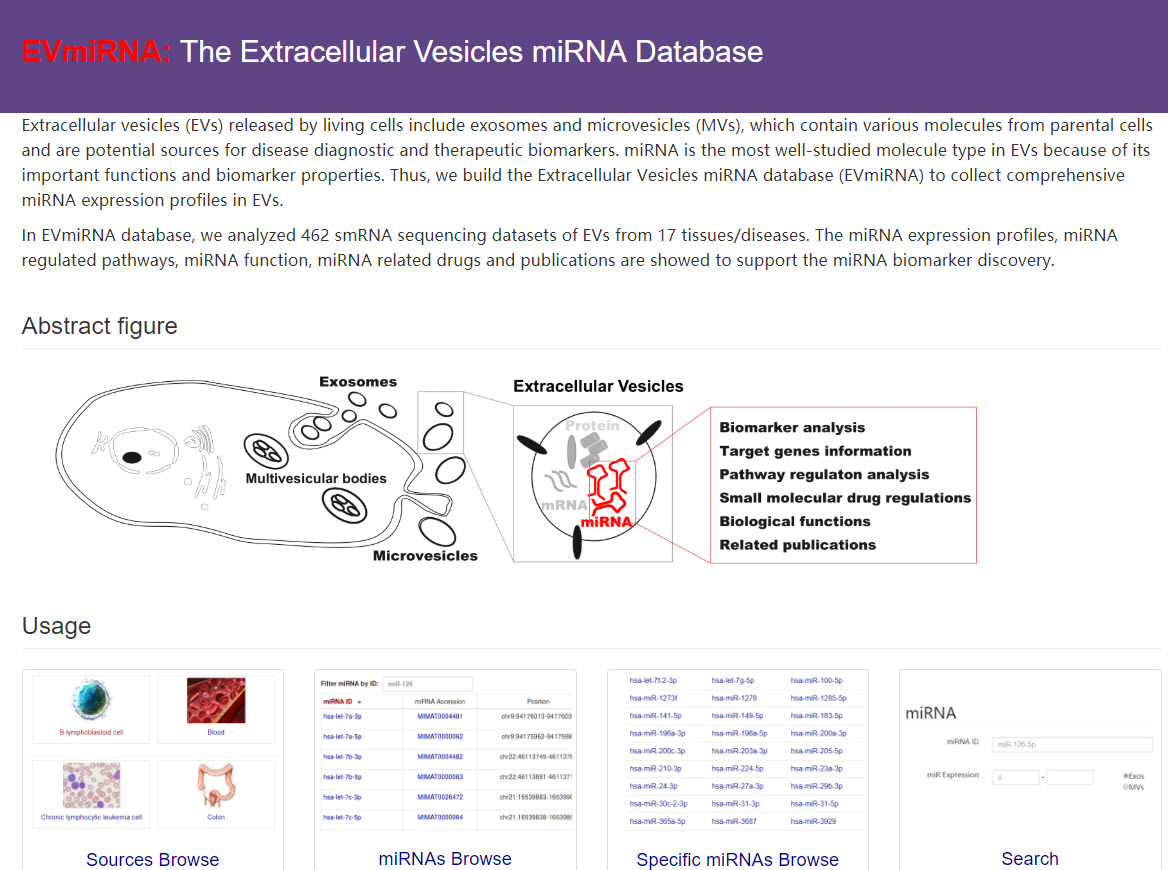 EVmiRNA: The Extracellular Vesicles miRNA Database
Extracellular vesicles (EVs) released by living cells include exosomes and microvesicles (MVs), which contain various molecules from parental cells
and are potential sources for disease diagnostic and therapeutic biomarkers. miRNA is the most well-studied molecule type in EVs because of its
important functions and biomarker properties. Thus, we build the Extracellular Vesicles miRNA database (EVmiRNA) to collect comprehensive
miRNA expression profiles in EVs.
In EVmiRNA database, we analyzed 462 smRNA sequencing datasets of EVs from 17 tissues/diseases. The miRNA expression profiles, miRNA
regulated pathways, miRNA function, miRNA related drugs and publications are showed to support the miRNA biomarker discovery.
Abstract figure
Exosomes
Multivesicular bodies
Microvesicles
Extracellular Vesicles
Protein
mRNA
miRNA
Biomarker analysis
Target genes information
Pathway regulaton analysis
Small molecular drug regulations
Biological functions
Related publications
Usage
B-lymphoblastoid cell
Blood
Chronic lymphocytic leukemia cell
Colon
Sources Browse
Filter miRNA by ID: miR-126
miRNA ID miRNA Accession Position
hsa-let-7a-3p MIMAT0004481 chr9:94176013-9417603
hsa-let-7a-5p MIMAT0000062 chr9:94175962-9417598
hsa-let-7b-3p MIMAT0004482 chr22:46113745-4611376
hsa-let-7b-5p MIMAT0000063 chr22:46113691-461137
hsa-let-7c-3p MIMAT0026472 chr21:16539883-165399
hsa-let-7c-5p MIMAT0000064 chr21:16539838-165398
miRNAs Browse
hsa-let-7f-2-3p hsa-let-7g-5p hsa-miR-100-5p
hsa-miR-1273f hsa-miR-1278 hsa-miR-1285-5p
hsa-miR-141-5p hsa-miR-149-5p hsa-miR-183-5p
hsa-miR-196a-3p hsa-miR-196a-5p hsa-miR-200a-3p
hsa-miR-200c-3p hsa-miR-203a-3p hsa-miR-205-5p
hsa-miR-210-3p hsa-miR-224-5p hsa-miR-23a-3p
hsa-miR-24-3p hsa-miR-27a-3p hsa-miR-29b-3p
hsa-miR-30c-2-3p hsa-miR-31-3p hsa-miR-31-5p
hsa-miR-365a-5p hsa-miR-3687 hsa-miR-3929
Specific miRNAs Browse
miRNA
miRNA ID miR-126-5p
miR Expression 0 - Exos
MVs
Search